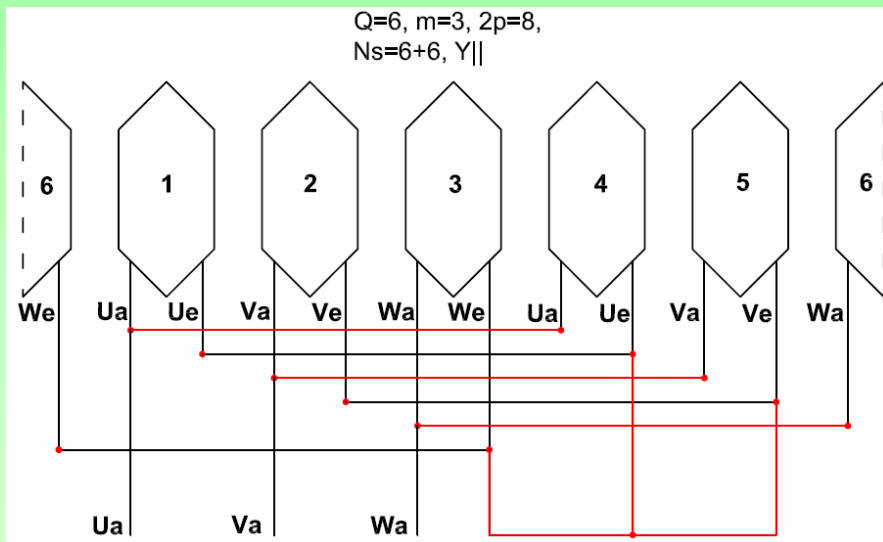 Q=6, m=3, 2p=8,
Ns=6+6, Y||
6 1 2 3 4 5 6
We Ua Ue Va Ve Wa We Ua Ue Va Ve Wa
Ua Va Wa